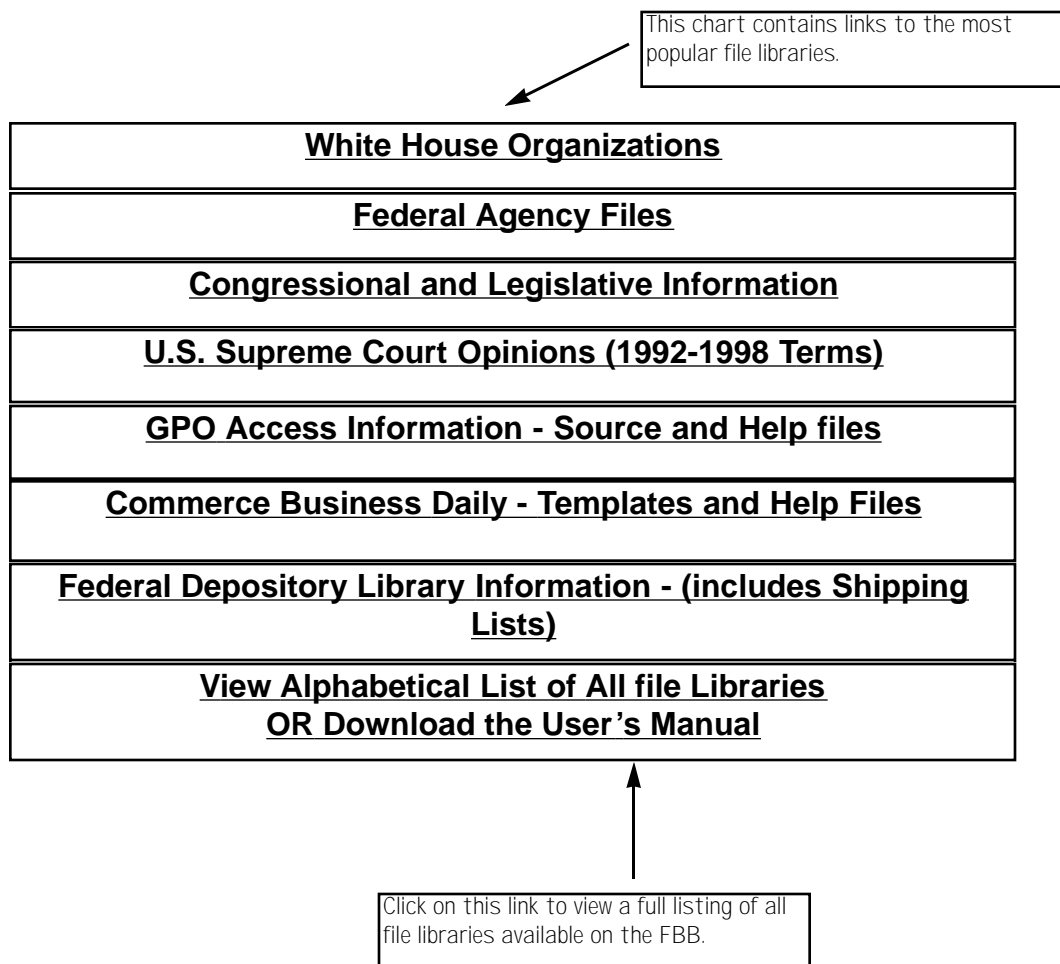 This chart contains links to the most
popular file libraries.
White House Organizations
Federal Agency Files
Congressional and Legislative Information
U.S. Supreme Court Opinions (1992-1998 Terms)
GPO Access Information - Source and Help files
Commerce Business Daily - Templates and Help Files
Federal Depository Library Information - (includes Shipping
Lists)
View Alphabetical List of All file Libraries
OR Download the User's Manual
Click on this link to view a full listing of all
file libraries available on the FBB.